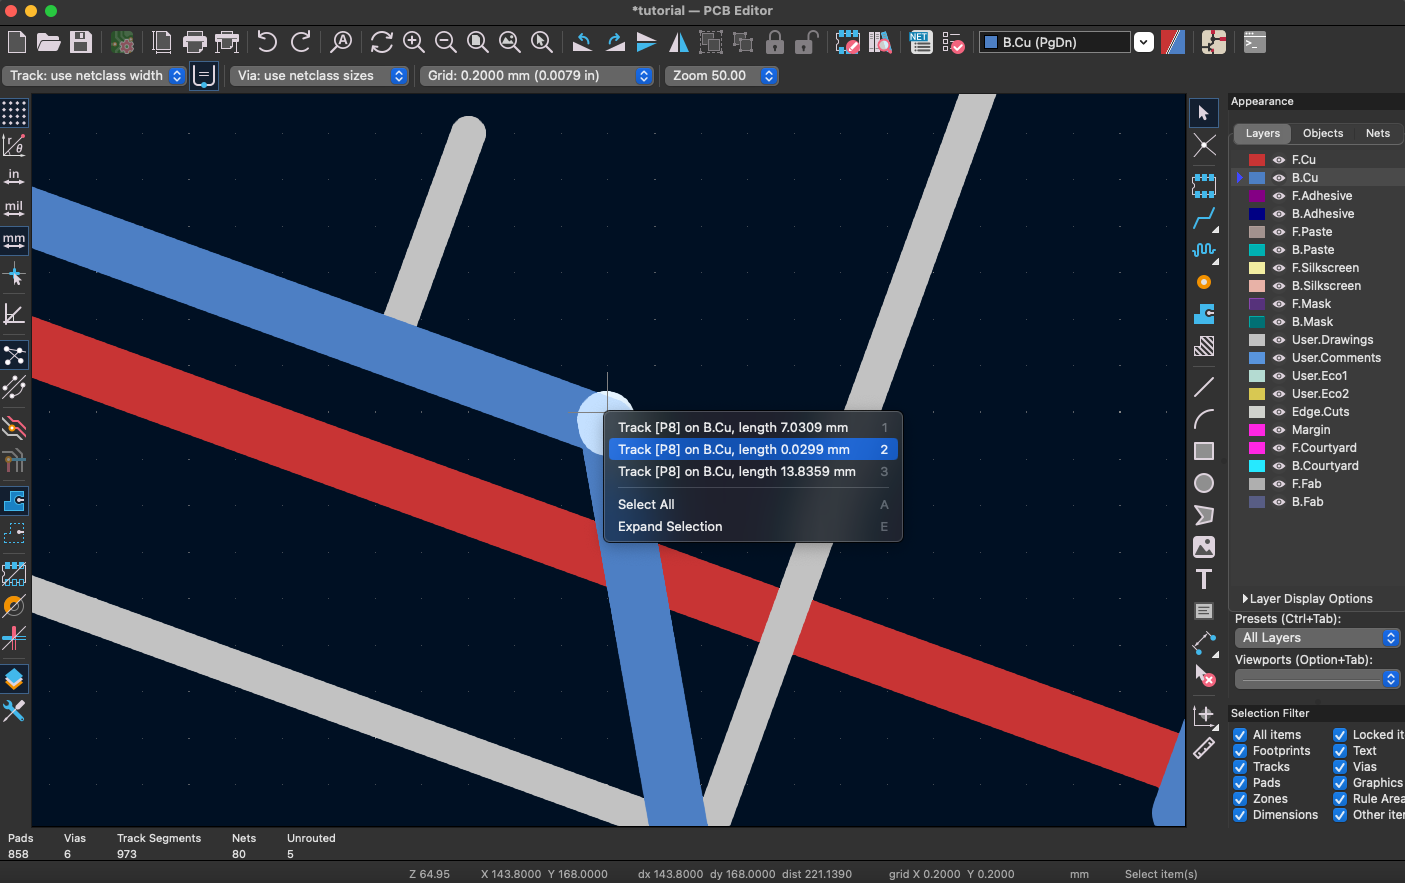 *tutorial — PCB Editor
B.Cu (PgDn)
Track: use netclass width
Via: use netclass sizes
Grid: 0.2000 mm (0.0079 in)
Zoom 50.00
NET
A
r
θ
in
mil
mm
T
Track [P8] on B.Cu, length 7.0309 mm 1
Track [P8] on B.Cu, length 0.0299 mm 2
Track [P8] on B.Cu, length 13.8359 mm 3
Select All A
Expand Selection E
Appearance
Layers Objects Nets
F.Cu
B.Cu
F.Adhesive
B.Adhesive
F.Paste
B.Paste
F.Silkscreen
B.Silkscreen
F.Mask
B.Mask
User.Drawings
User.Comments
User.Eco1
User.Eco2
Edge.Cuts
Margin
F.Courtyard
B.Courtyard
F.Fab
B.Fab
Layer Display Options
Presets (Ctrl+Tab):
All Layers
Viewports (Option+Tab):
Selection Filter
All items Locked it
Footprints Text
Tracks Vias
Pads Graphics
Zones Rule Area
Dimensions Other iter
Pads Vias Track Segments Nets Unrouted
858 6 973 80 5
Z 64.95 X 143.8000 Y 168.0000 dx 143.8000 dy 168.0000 dist 221.1390 grid X 0.2000 Y 0.2000 mm Select item(s)